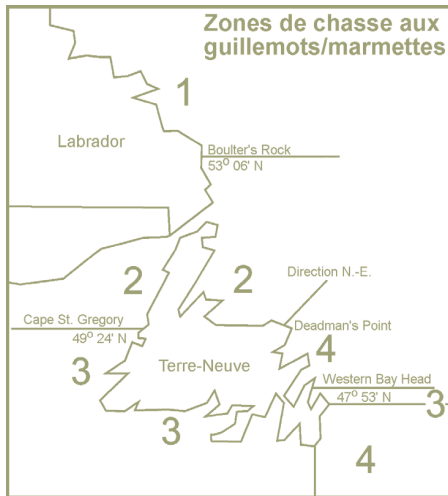 Zones de chasse aux
guillemots/marmettes
1
Labrador
Boulter's Rock
53° 06' N
2
2
Direction N.-E.
Cape St. Gregory
49° 24' N
Deadman's Point
4
3
Terre-Neuve
Western Bay Head
47° 53' N
3
3
4